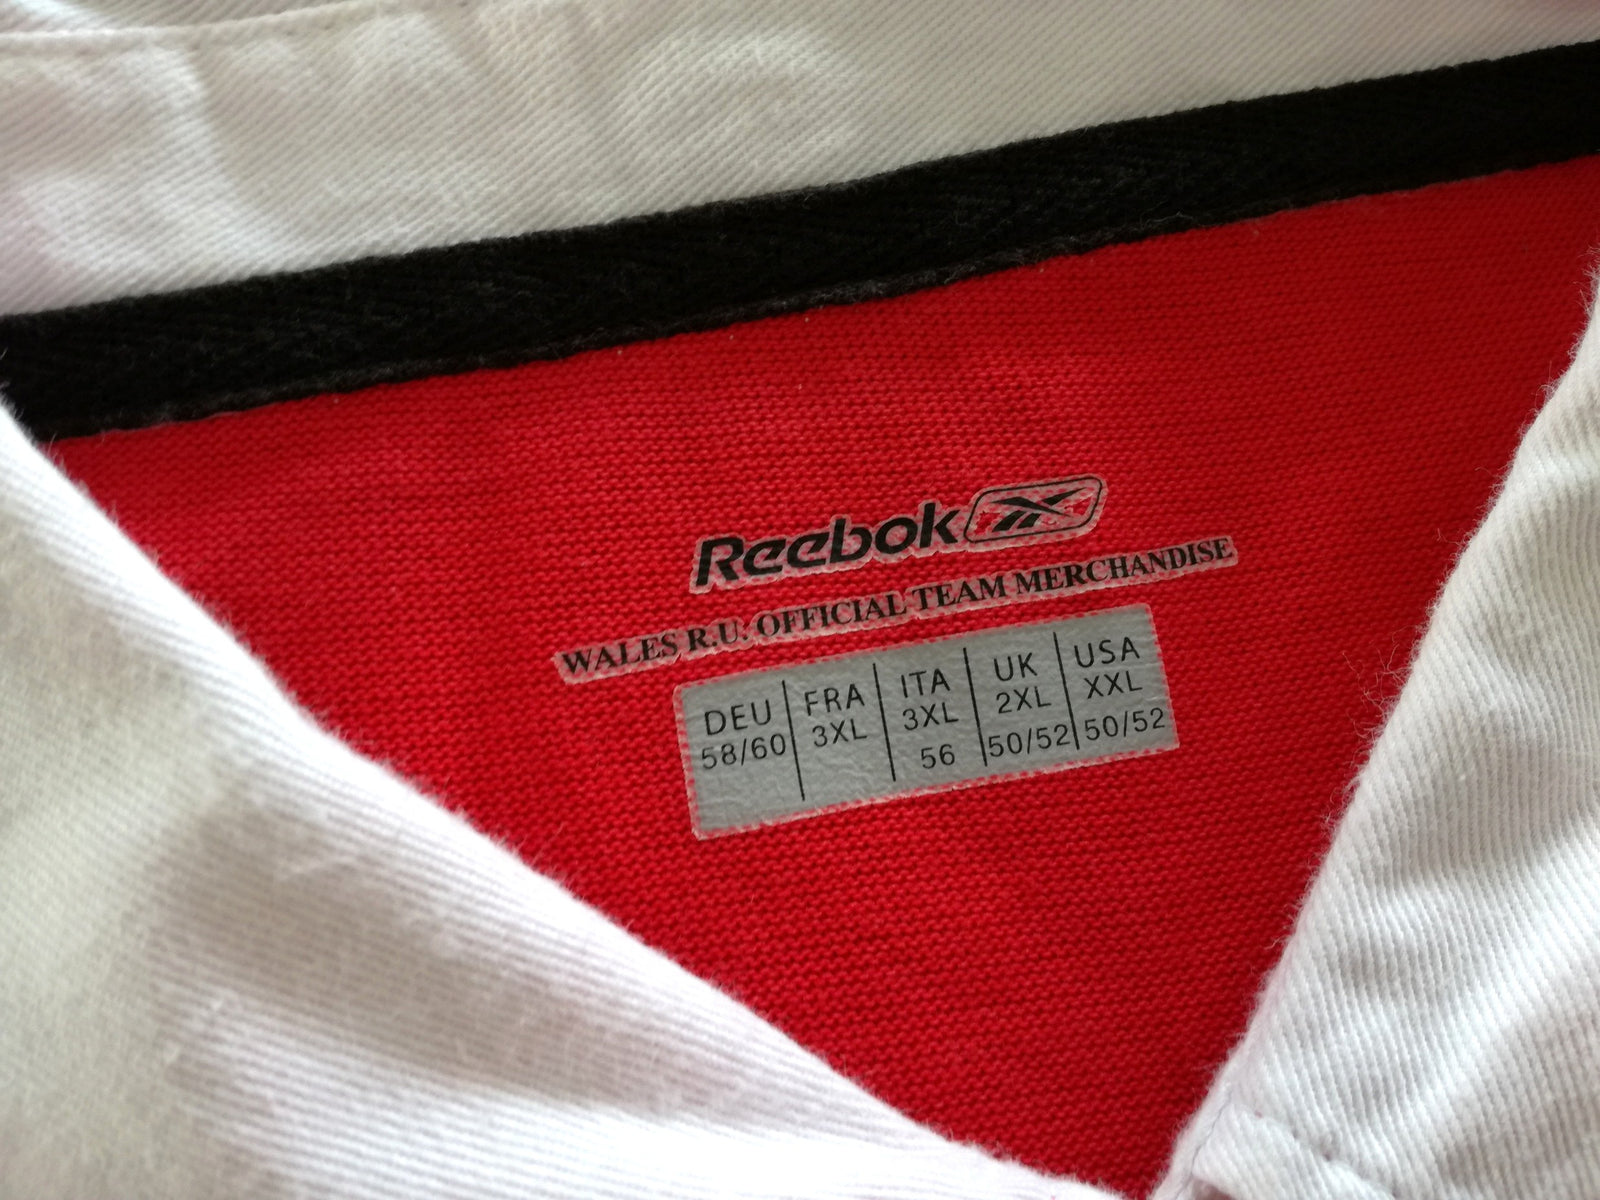 Reebok
WALES R.U. OFFICIAL TEAM MERCHANDISE
DEU FRA ITA UK USA
58/60 3XL 3XL 2XL XXL
56 50/52 50/52